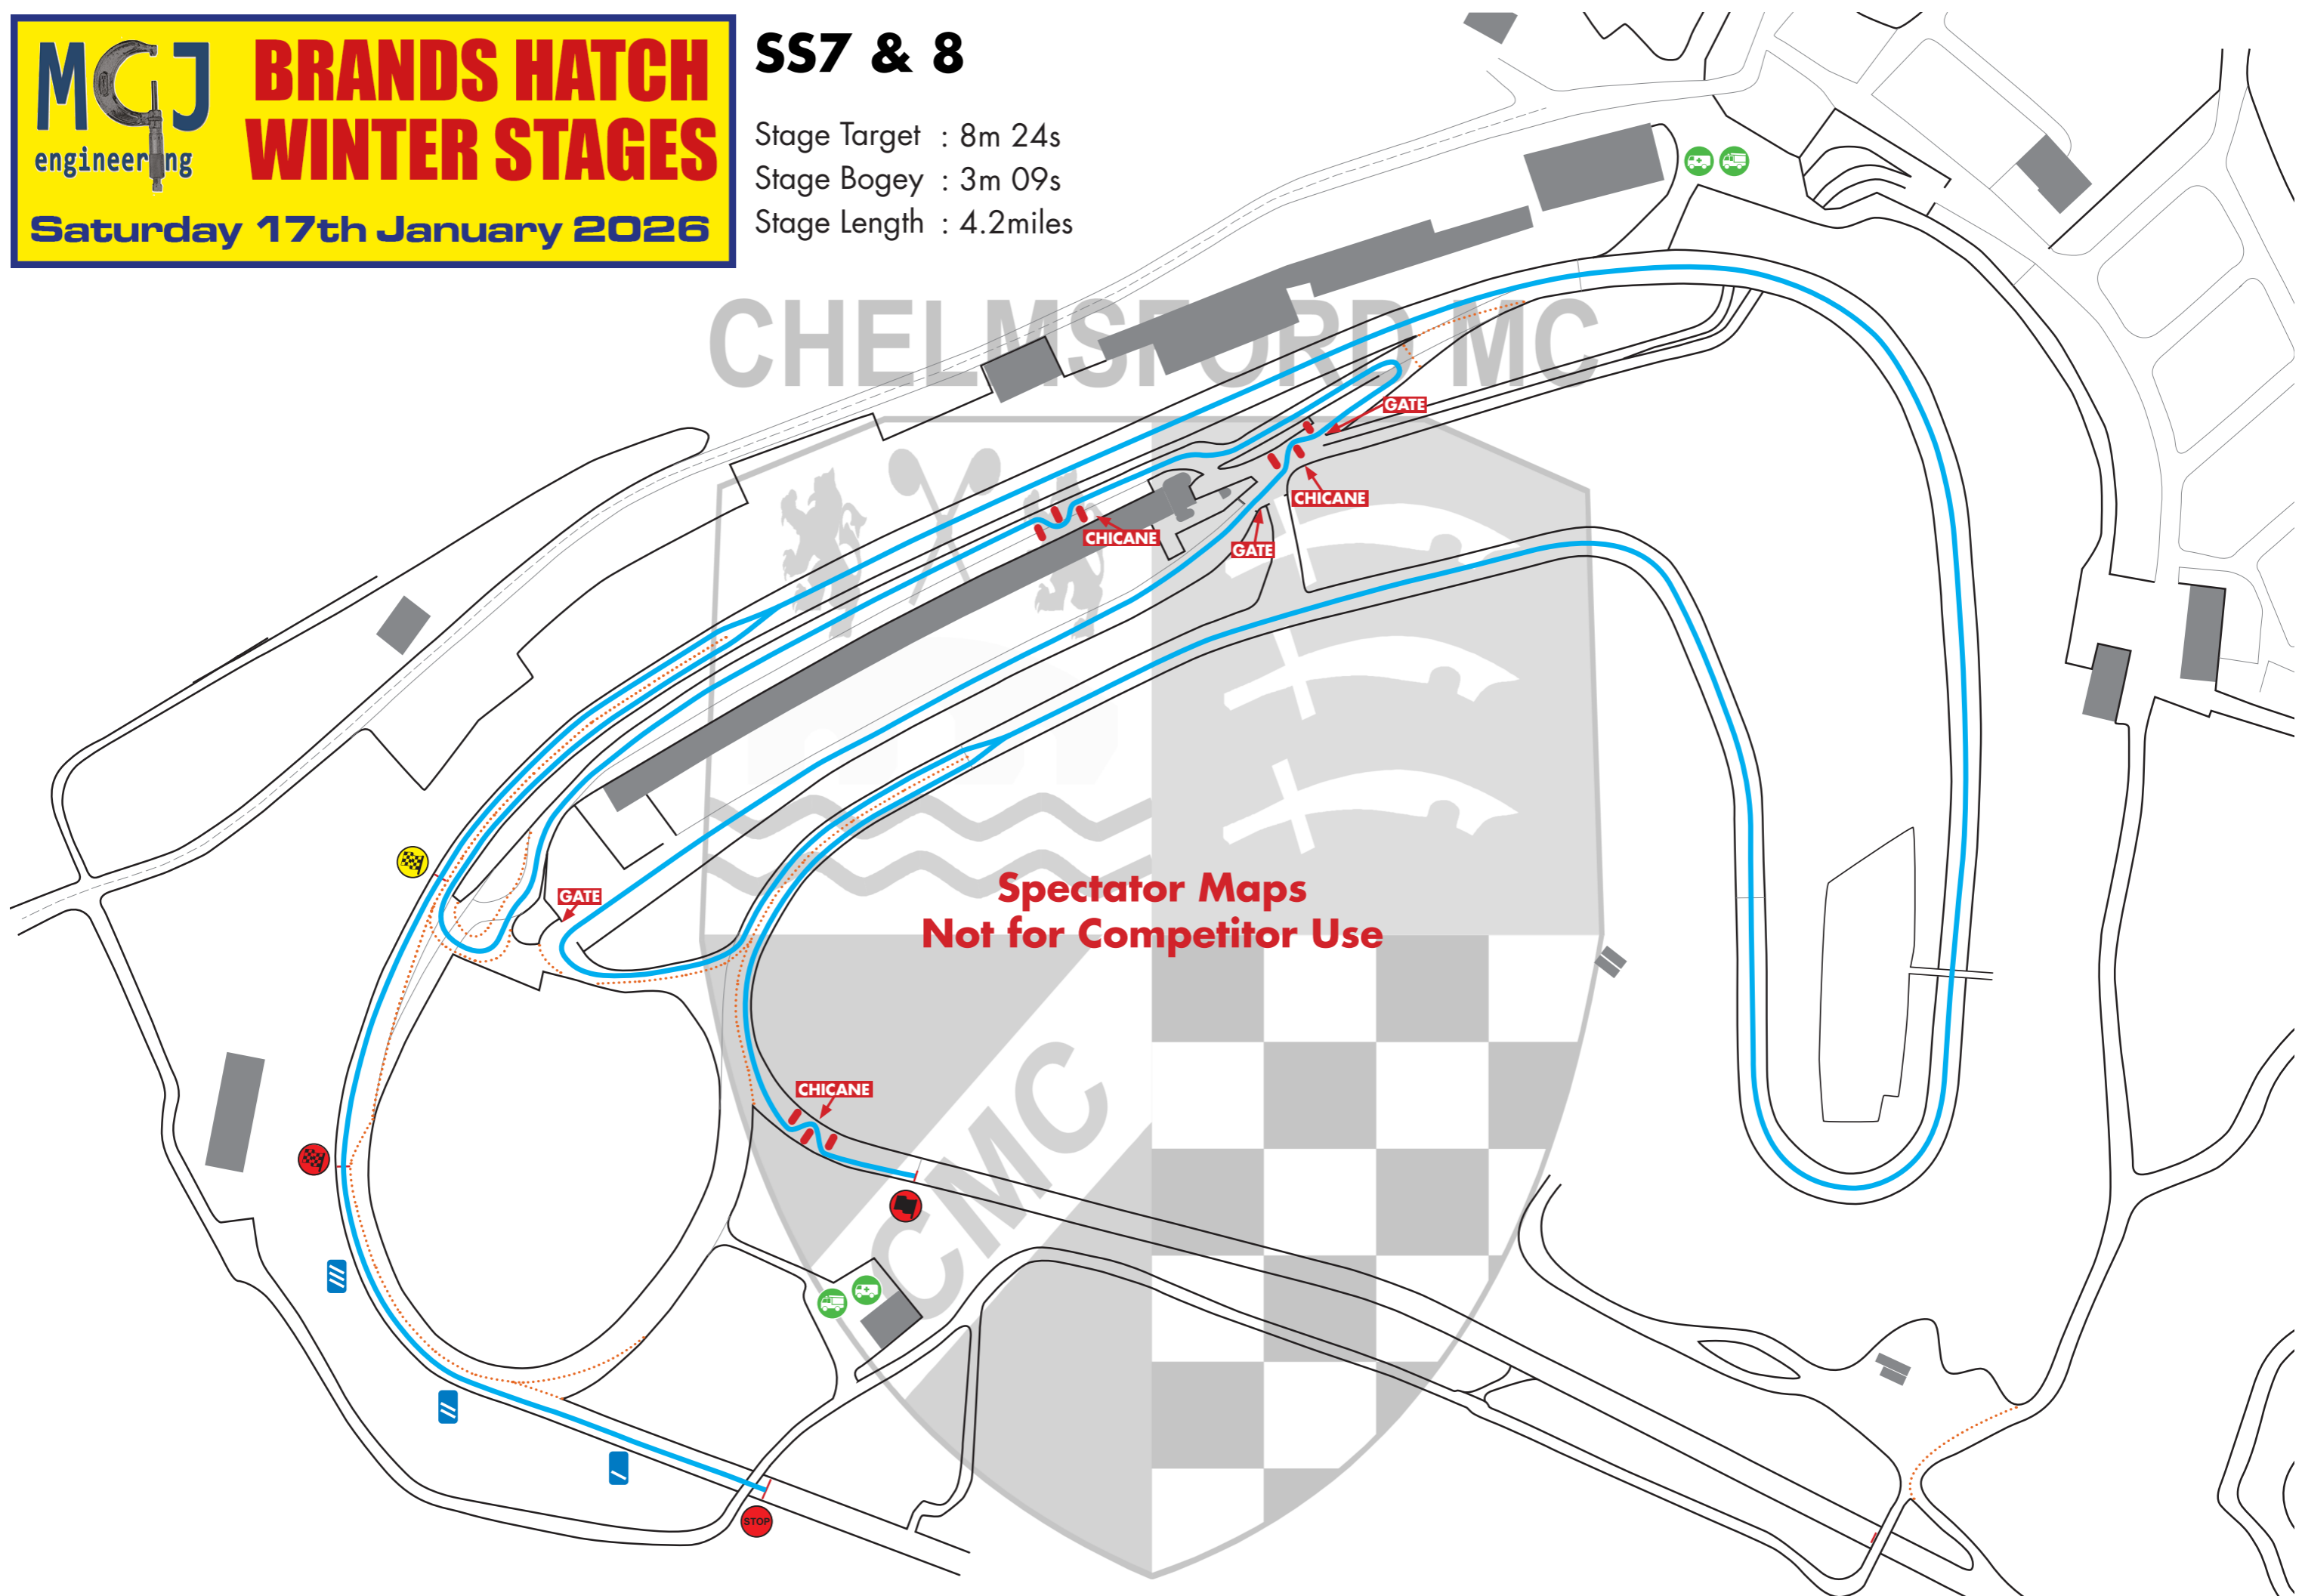 MCJ
engineering
BRANDS HATCH
WINTER STAGES
Saturday 17th January 2026
SS7 & 8
Stage Target : 8m 24s
Stage Bogey : 3m 09s
Stage Length : 4.2miles
CHELMSFORD MC
GATE
CHICANE
CHICANE
GATE
GATE
Spectator Maps
Not for Competitor Use
CHICANE
CMC
STOP